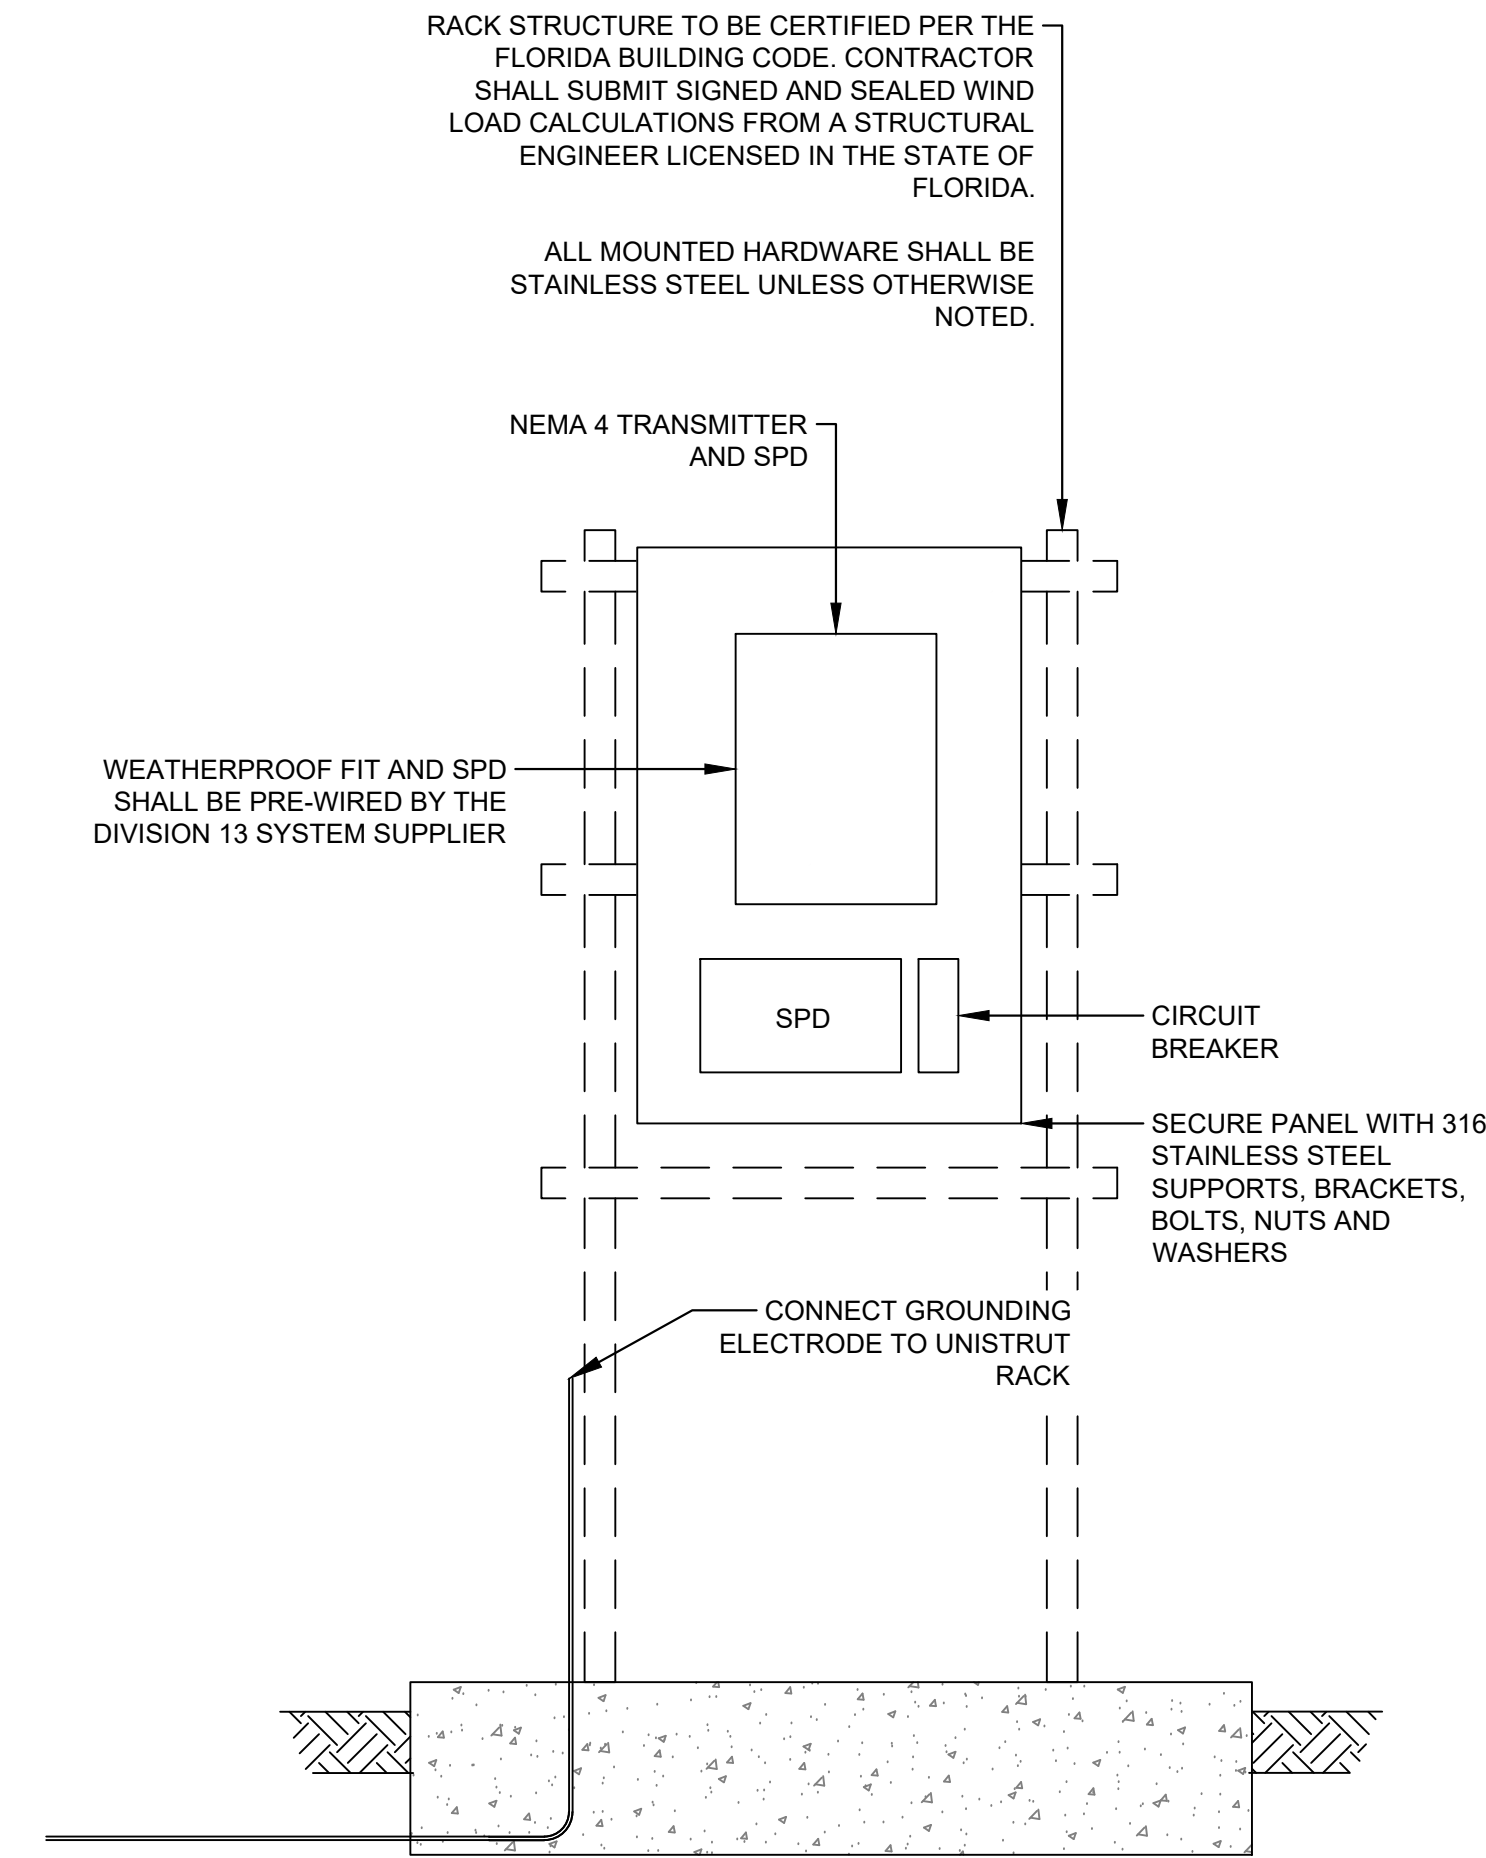 RACK STRUCTURE TO BE CERTIFIED PER THE
FLORIDA BUILDING CODE. CONTRACTOR
SHALL SUBMIT SIGNED AND SEALED WIND
LOAD CALCULATIONS FROM A STRUCTURAL
ENGINEER LICENSED IN THE STATE OF
FLORIDA.
ALL MOUNTED HARDWARE SHALL BE
STAINLESS STEEL UNLESS OTHERWISE
NOTED.
NEMA 4 TRANSMITTER
AND SPD
WEATHERPROOF FIT AND SPD
SHALL BE PRE-WIRED BY THE
DIVISION 13 SYSTEM SUPPLIER
SPD
CIRCUIT
BREAKER
SECURE PANEL WITH 316
STAINLESS STEEL
SUPPORTS, BRACKETS,
BOLTS, NUTS AND
WASHERS
CONNECT GROUNDING
ELECTRODE TO UNISTRUT
RACK